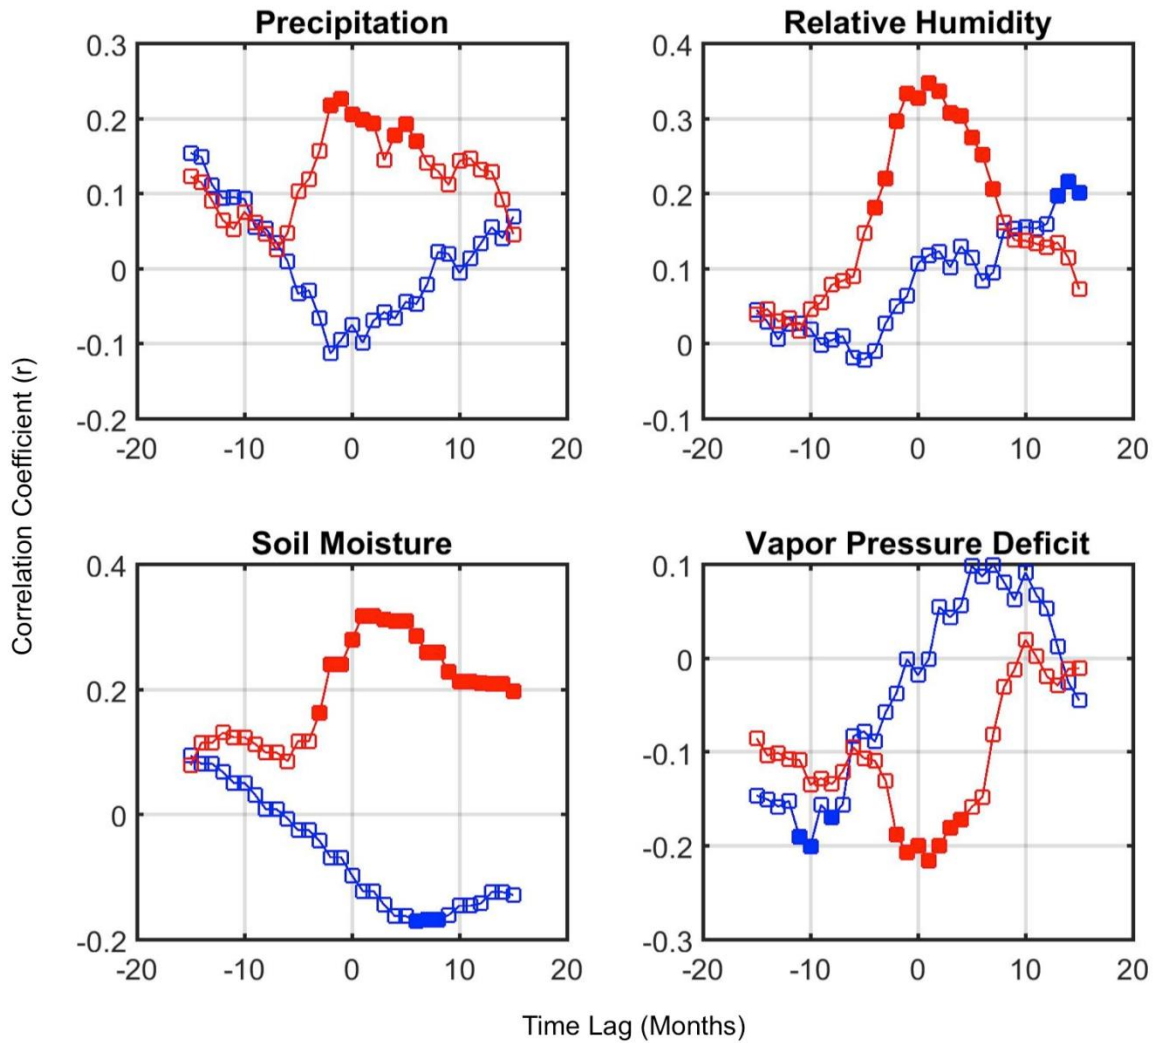 Precipitation
0.3
0.2
0.1
0
-0.1
-0.2
-20 -10 0 10 20
Relative Humidity
0.4
0.3
0.2
0.1
0
-0.1
-20 -10 0 10 20
Correlation Coefficient (r)
Soil Moisture
0.4
0.2
0
-0.2
-20 -10 0 10 20
Vapor Pressure Deficit
0.1
0
-0.1
-0.2
-0.3
-20 -10 0 10 20
Time Lag (Months)